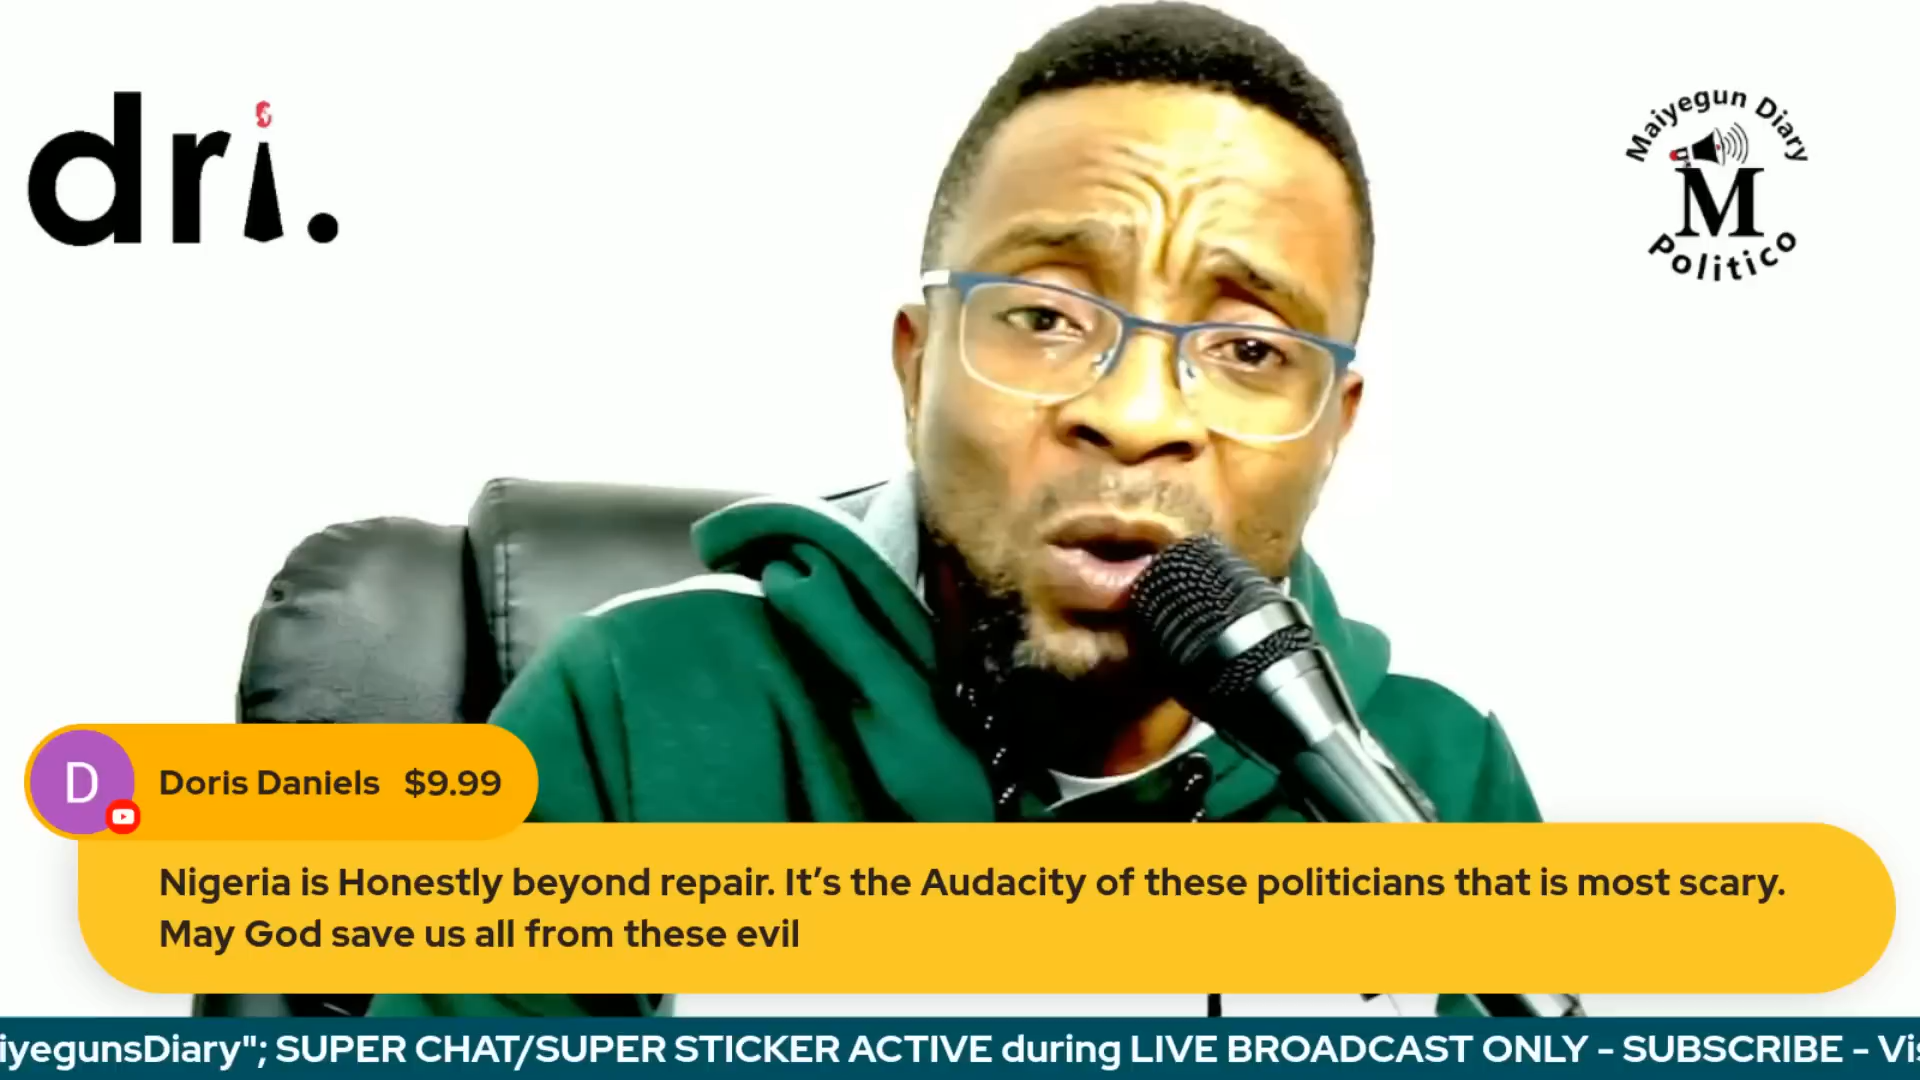 dri.
Maiyegun Diary
M
Politico
D
Doris Daniels $9.99
Nigeria is Honestly beyond repair. It’s the Audacity of these politicians that is most scary.
May God save us all from these evil
iyegunsDiary"; SUPER CHAT/SUPER STICKER ACTIVE during LIVE BROADCAST ONLY - SUBSCRIBE - Vis